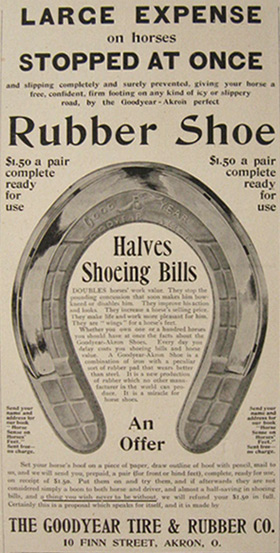 LARGE EXPENSE
on horses
STOPPED AT ONCE
and slipping completely and surely prevented, giving your horse a
free, confident, firm footing on any kind of icy or slippery
road, by the Goodyear-Akron perfect
Rubber Shoe
$1.50 a pair
complete
ready
for
use
$1.50 a pair
complete
ready
for
use
GOOD YEAR
Halves
Shoeing Bills
DOUBLES horses' work value. They stop the
pounding concussion that soon makes him
or disables him. They improve his action
and looks. They increase a horse's selling price.
They make life and work more pleasant for him.
They are "wings" for a horse's feet.
Whether you own one or a hundred horses
you should have at once the facts about the
Goodyear-Akron Shoes. Every day you
delay costs you shoeing bills and horse
value. A Goodyear-Akron Shoe is a
combination of iron with a peculiar
sort of rubber pad that wears better
than steel. It is a new production
of rubber which no other manu-
facturer in the world can pro-
duce. It is a miracle for
horse shoes.
Send your
name and
address for
our book
"Horse
Sense on
Horses'
Feet."
Sent free—
no charge.
An
Offer
Send your
name and
address for
our book
"Horse
Sense on
Horses'
Feet."
Sent free—
no charge.
Set your horse's hoof on a piece of paper, draw outline of hoof with pencil, mail to
us, and we will send you, prepaid, a pair (for front or hind feet), complete, ready for use,
on receipt of $1.50. Put them on and try them, and if afterwards they are not
considered simply a boon to both horse and driver, and almost a half-saving in shoeing
bills, and a thing you wish never to be without, we will refund your $1.50 in full.
Certainly this is a proposal which speaks for itself, and it is made by
THE GOODYEAR TIRE & RUBBER CO.
10 FINN STREET, AKRON, O.